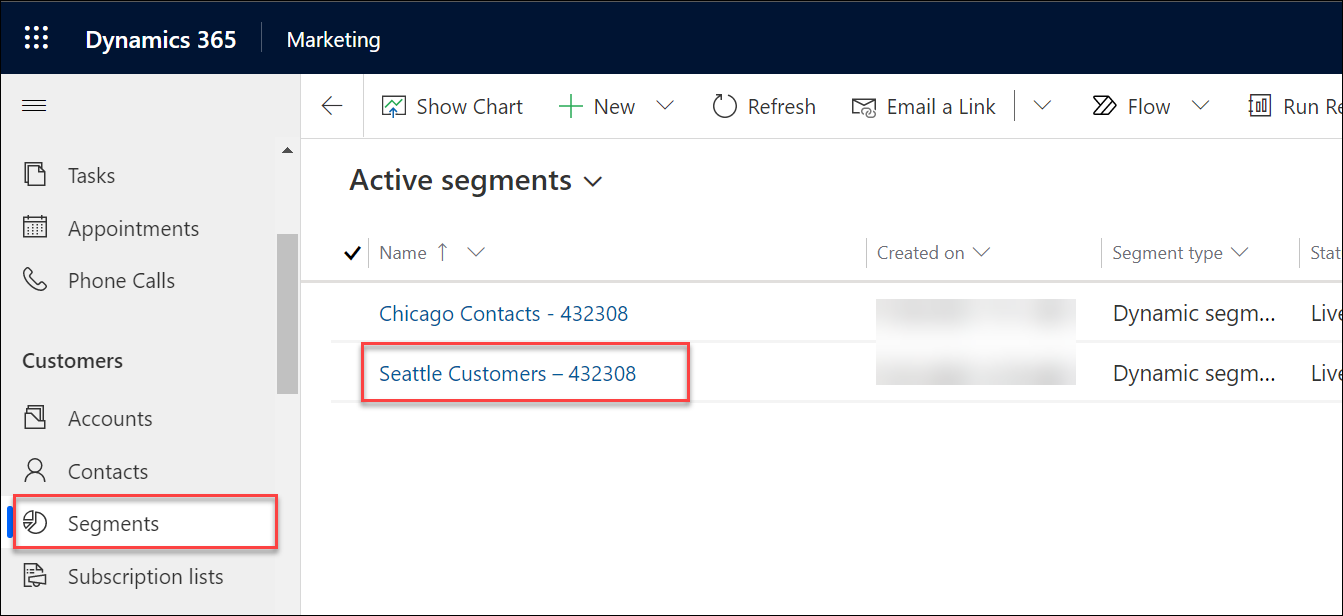 Dynamics 365 Marketing
Show Chart New Refresh Email a Link Flow Run Re
Tasks
Appointments
Phone Calls
Customers
Accounts
Contacts
Segments
Subscription lists
Active segments
Name Created on Segment type Stat
Chicago Contacts - 432308 Dynamic segm... Live
Seattle Customers – 432308 Dynamic segm... Live